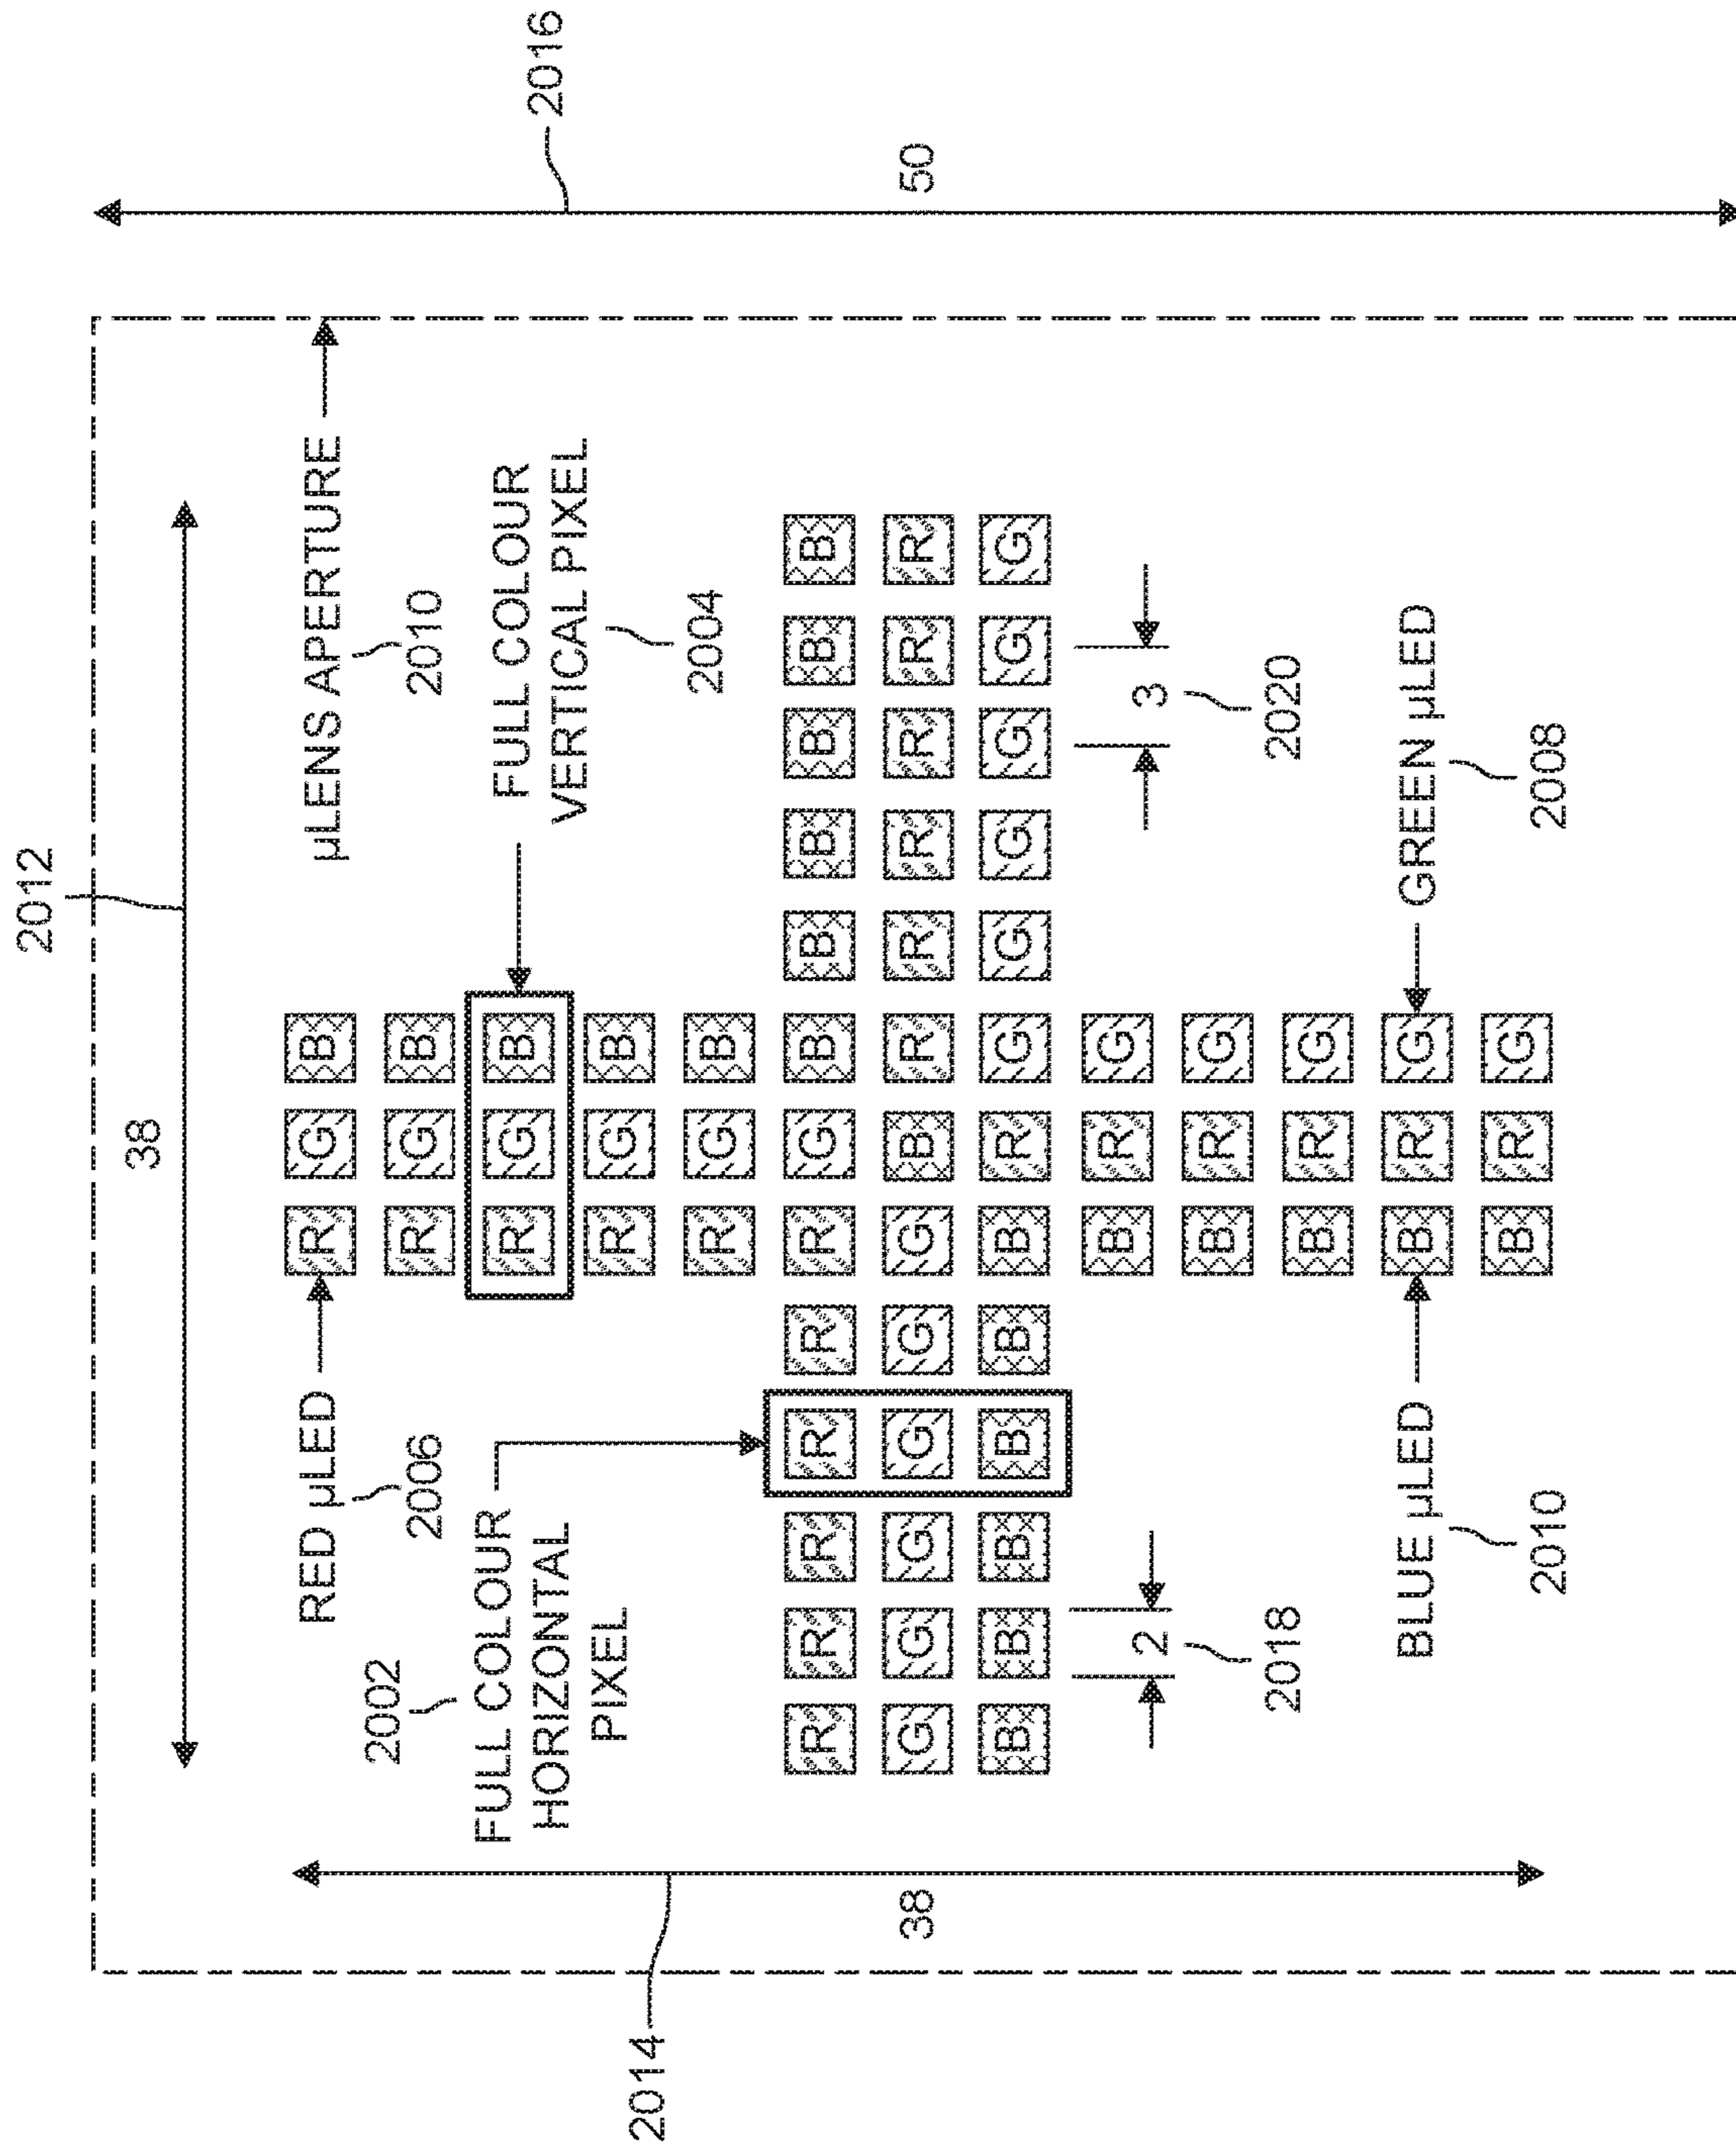 2012
38
RED µLED R G B µLENS APERTURE
2002
2006 R G B 2010
FULL COLOUR R G B FULL COLOUR
HORIZONTAL VERTICAL PIXEL 2016
PIXEL R G B
2014
R G B 2004
R R R R R R G B B B B B B
38 G G G G G G B R R R R R R 50
B B B B B B R G G G G G G
B R G
2 3
B R G
2018 2020
B R G
BLUE µLED B R G GREEN µLED
B R G
2010 2008